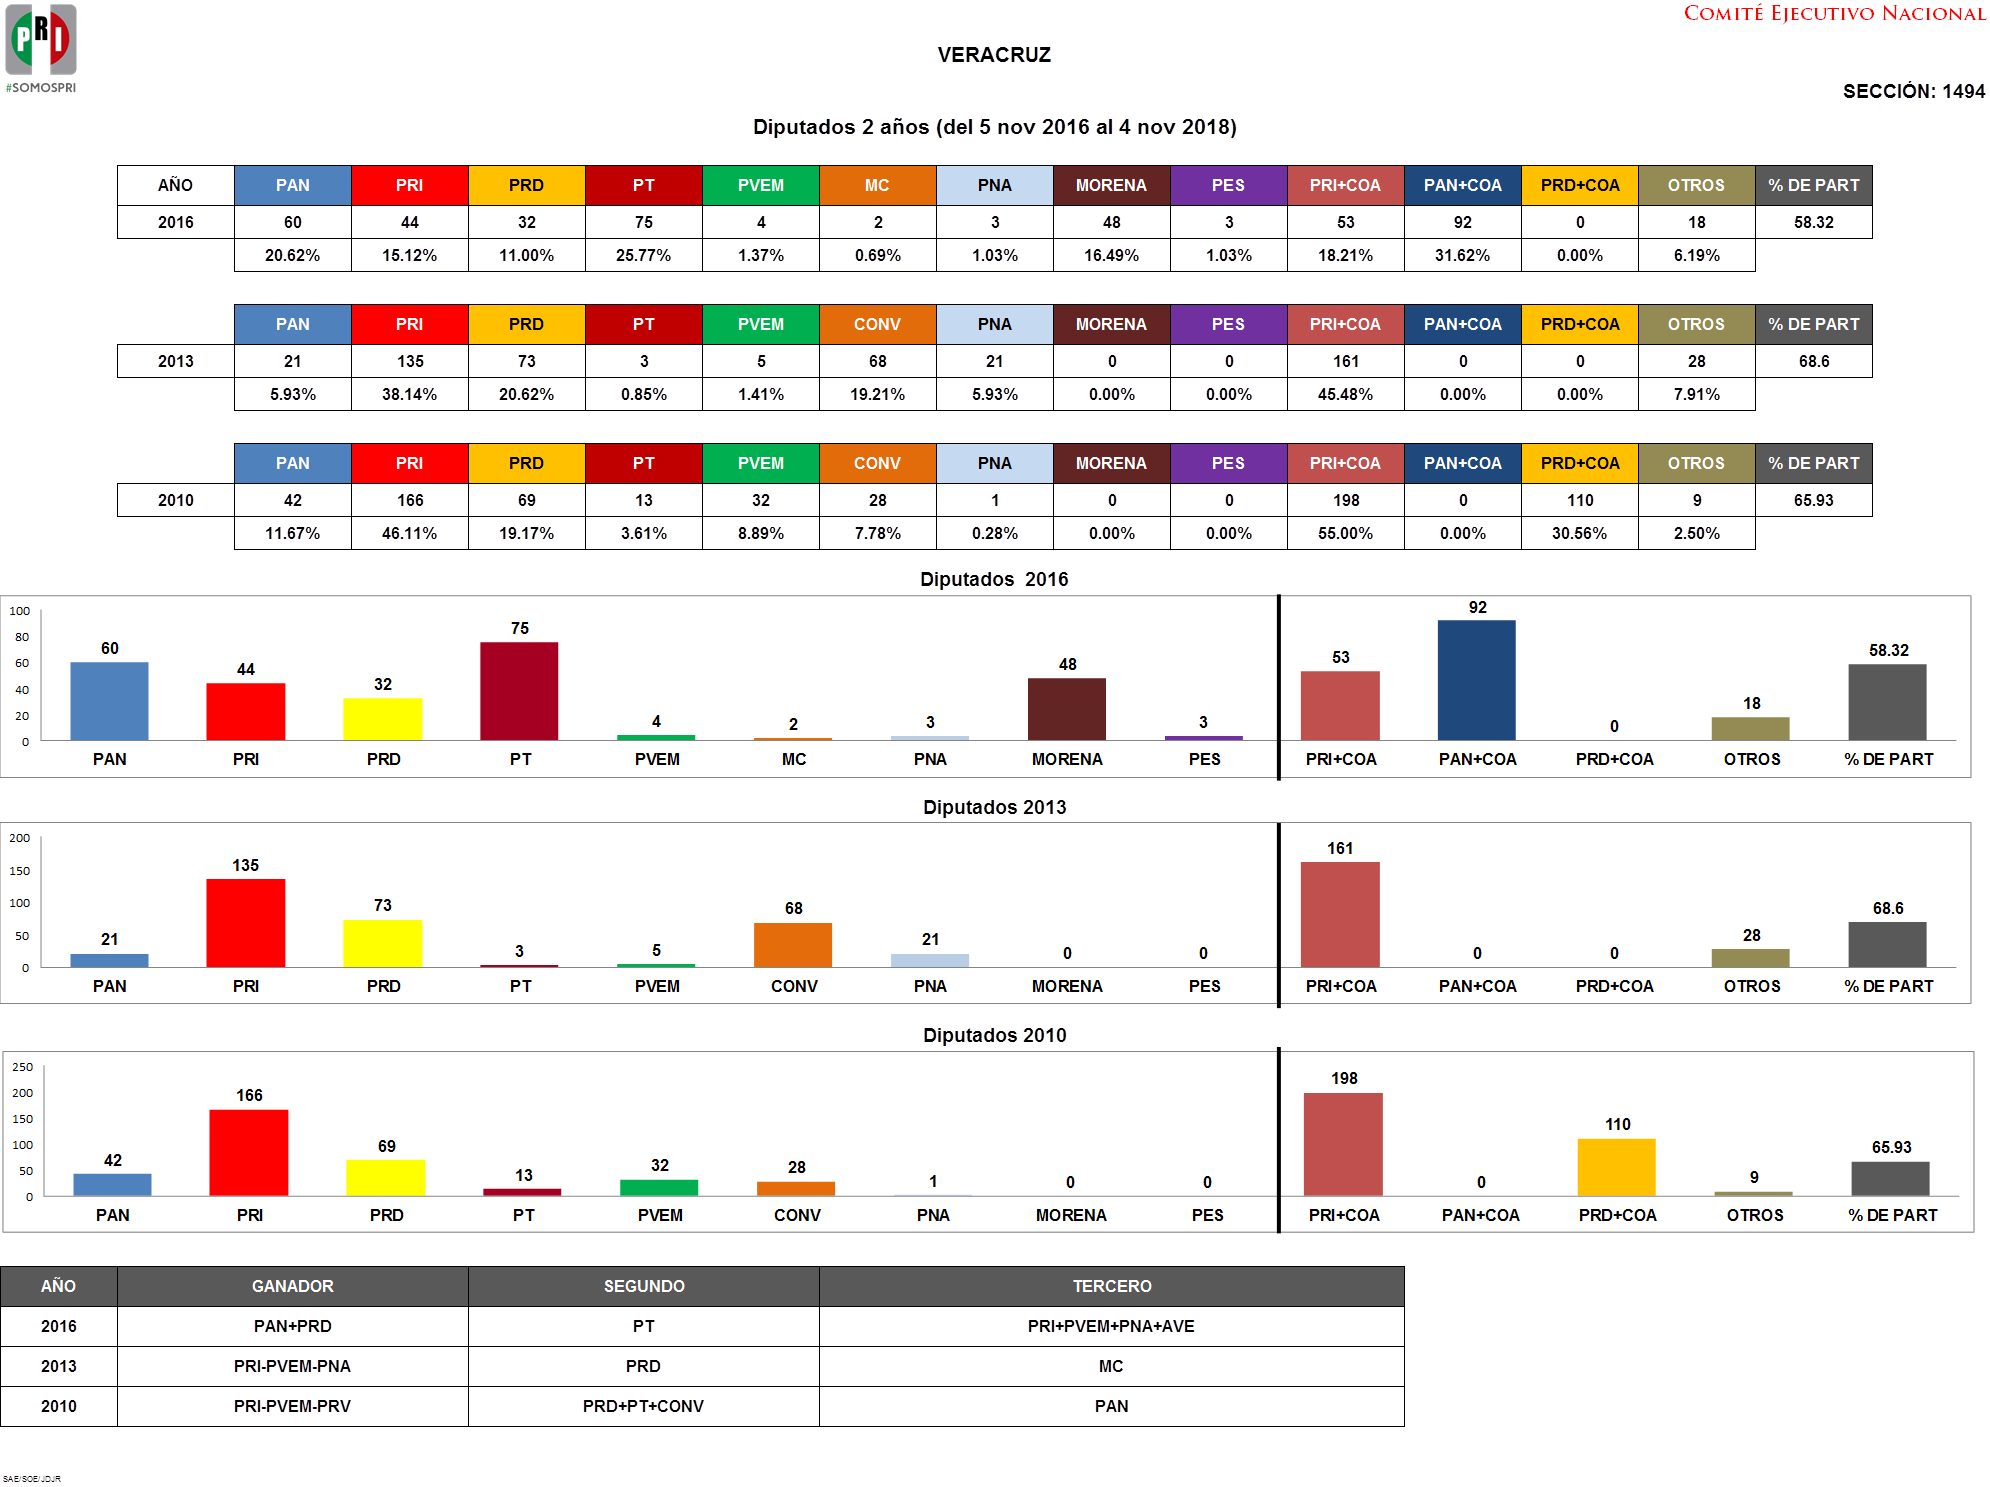 PRI
#SOMOSPRI
COMITÉ EJECUTIVO NACIONAL
VERACRUZ
SECCIÓN: 1494
Diputados 2 años (del 5 nov 2016 al 4 nov 2018)
AÑO PAN PRI PRD PT PVEM MC PNA MORENA PES PRI+COA PAN+COA PRD+COA OTROS % DE PART
2016 60 44 32 75 4 2 3 48 3 53 92 0 18 58.32
20.62% 15.12% 11.00% 25.77% 1.37% 0.69% 1.03% 16.49% 1.03% 18.21% 31.62% 0.00% 6.19%
PAN PRI PRD PT PVEM CONV PNA MORENA PES PRI+COA PAN+COA PRD+COA OTROS % DE PART
2013 21 135 73 3 5 68 21 0 0 161 0 0 28 68.6
5.93% 38.14% 20.62% 0.85% 1.41% 19.21% 5.93% 0.00% 0.00% 45.48% 0.00% 0.00% 7.91%
PAN PRI PRD PT PVEM CONV PNA MORENA PES PRI+COA PAN+COA PRD+COA OTROS % DE PART
2010 42 166 69 13 32 28 1 0 0 198 0 110 9 65.93
11.67% 46.11% 19.17% 3.61% 8.89% 7.78% 0.28% 0.00% 0.00% 55.00% 0.00% 30.56% 2.50%
Diputados 2016
100
80
60
40
20
0
60 44 32 75 4 2 3 48 3 53 92 0 18 58.32
PAN PRI PRD PT PVEM MC PNA MORENA PES PRI+COA PAN+COA PRD+COA OTROS % DE PART
Diputados 2013
200
150
100
50
0
21 135 73 3 5 68 21 0 0 161 0 0 28 68.6
PAN PRI PRD PT PVEM CONV PNA MORENA PES PRI+COA PAN+COA PRD+COA OTROS % DE PART
Diputados 2010
250
200
150
100
50
0
42 166 69 13 32 28 1 0 0 198 0 110 9 65.93
PAN PRI PRD PT PVEM CONV PNA MORENA PES PRI+COA PAN+COA PRD+COA OTROS % DE PART
AÑO GANADOR SEGUNDO TERCERO
2016 PAN+PRD PT PRI+PVEM+PNA+AVE
2013 PRI-PVEM-PNA PRD MC
2010 PRI-PVEM-PRV PRD+PT+CONV PAN
SAE/SOE/JDJR